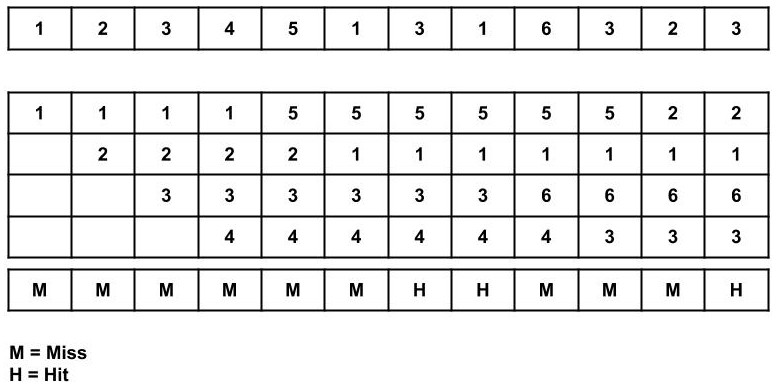 1 2 3 4 5 1 3 1 6 3 2 3
1 1 1 1 5 5 5 5 5 5 2 2
2 2 2 2 1 1 1 1 1 1 1
3 3 3 3 3 3 6 6 6 6
4 4 4 4 4 4 3 3 3
M M M M M M H H M M M H
M = Miss
H = Hit